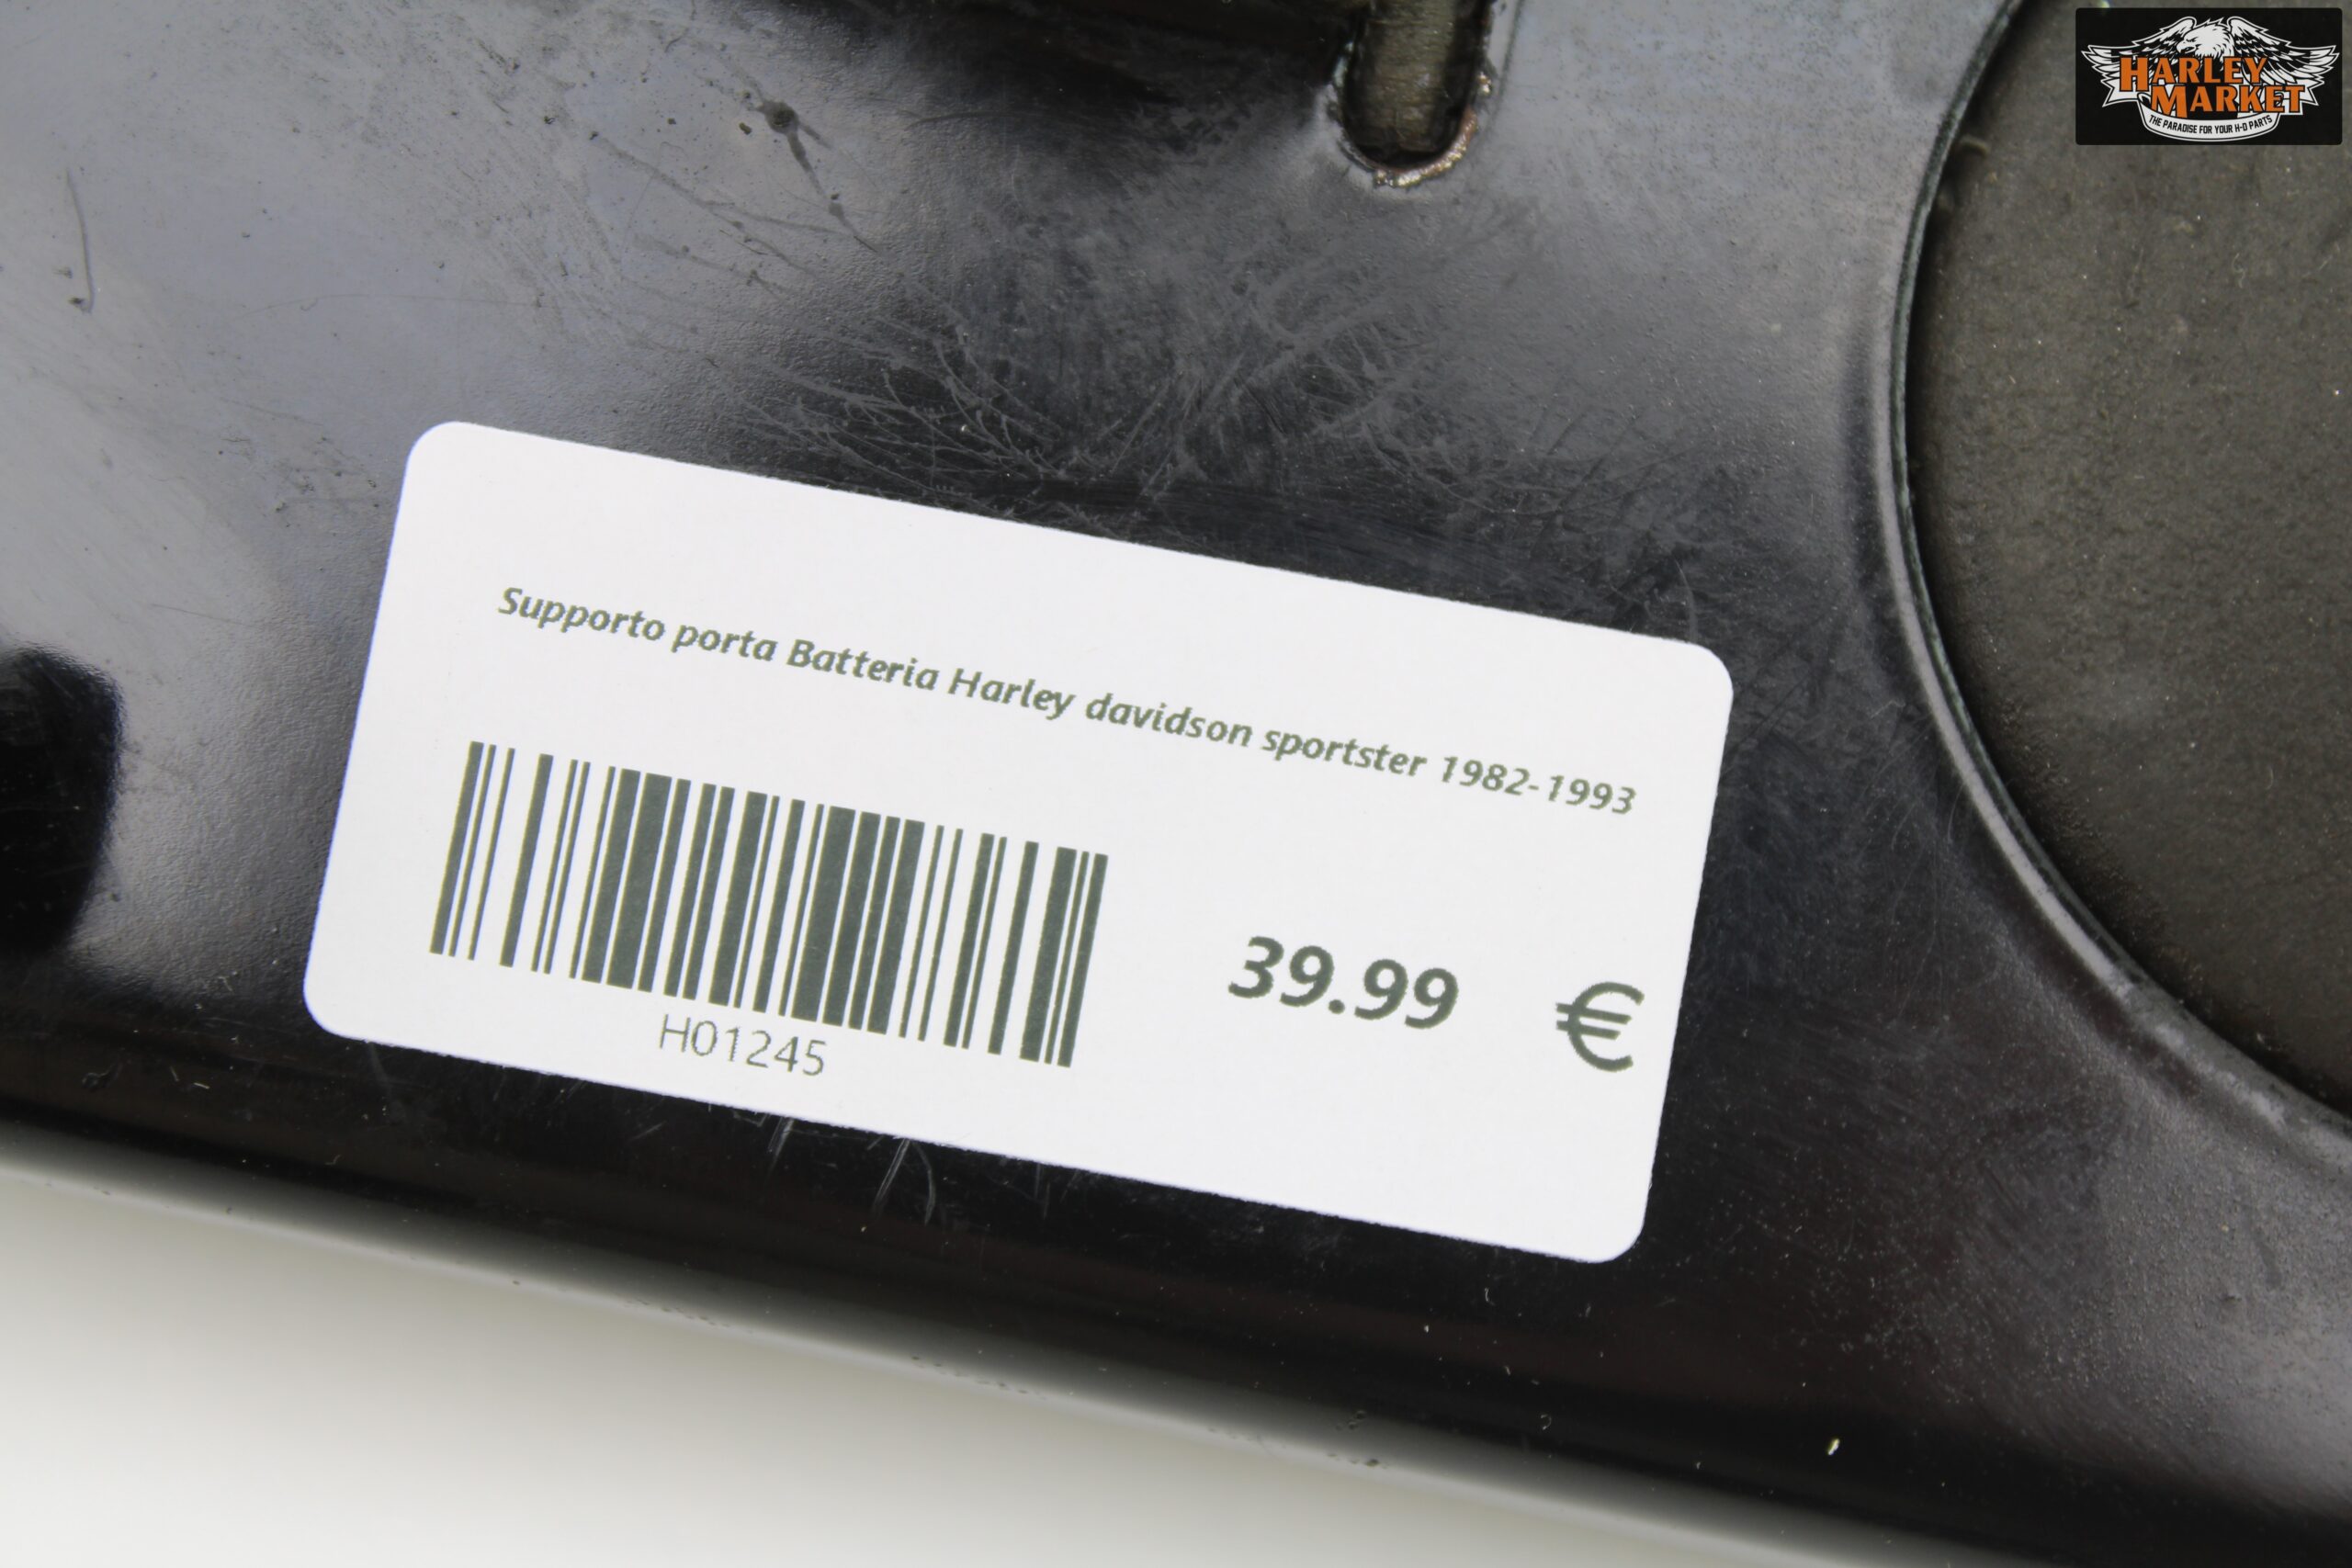 HARLEY
MARKET
THE PARADISE FOR YOUR H-D PARTS
Supporto porta Batteria Harley davidson sportster 1982-1993
39.99 €
H01245